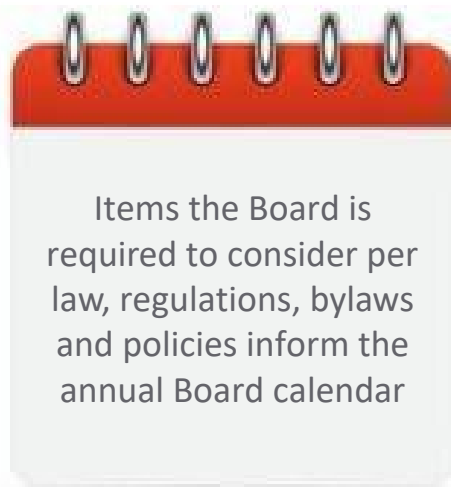 Items the Board is
required to consider per
law, regulations, bylaws
and policies inform the
annual Board calendar